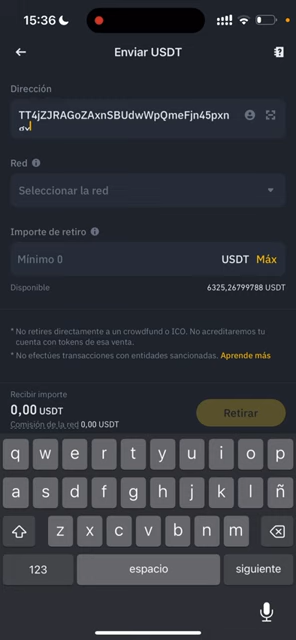 15:36
Enviar USDT
Dirección
TT4jZJRAGoZAxnSBUdwWpQmeFjn45pxn
Red
Seleccionar la red
Importe de retiro
Mínimo 0 USDT Máx
Disponible 6325,26799788 USDT
* No retires directamente a un crowdfund o ICO. No acreditaremos tu
cuenta con tokens de esa venta.
* No efectúes transacciones con entidades sancionadas. Aprende más
Recibir importe
0,00 USDT
Retirar
Comisión de la red 0,00 USDT
q w e r t y u i o p
a s d f g h j k l ñ
z x c v b n m
123 espacio siguiente